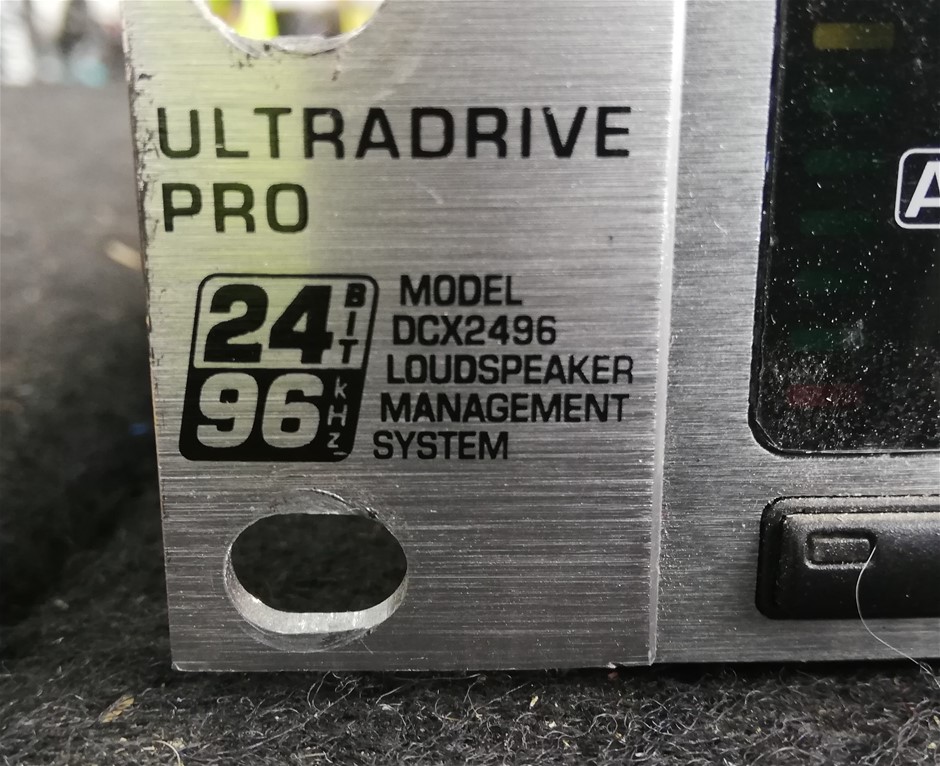 ULTRADRIVE
PRO
24 BIT
96 kHz
MODEL
DCX2496
LOUDSPEAKER
MANAGEMENT
SYSTEM
A